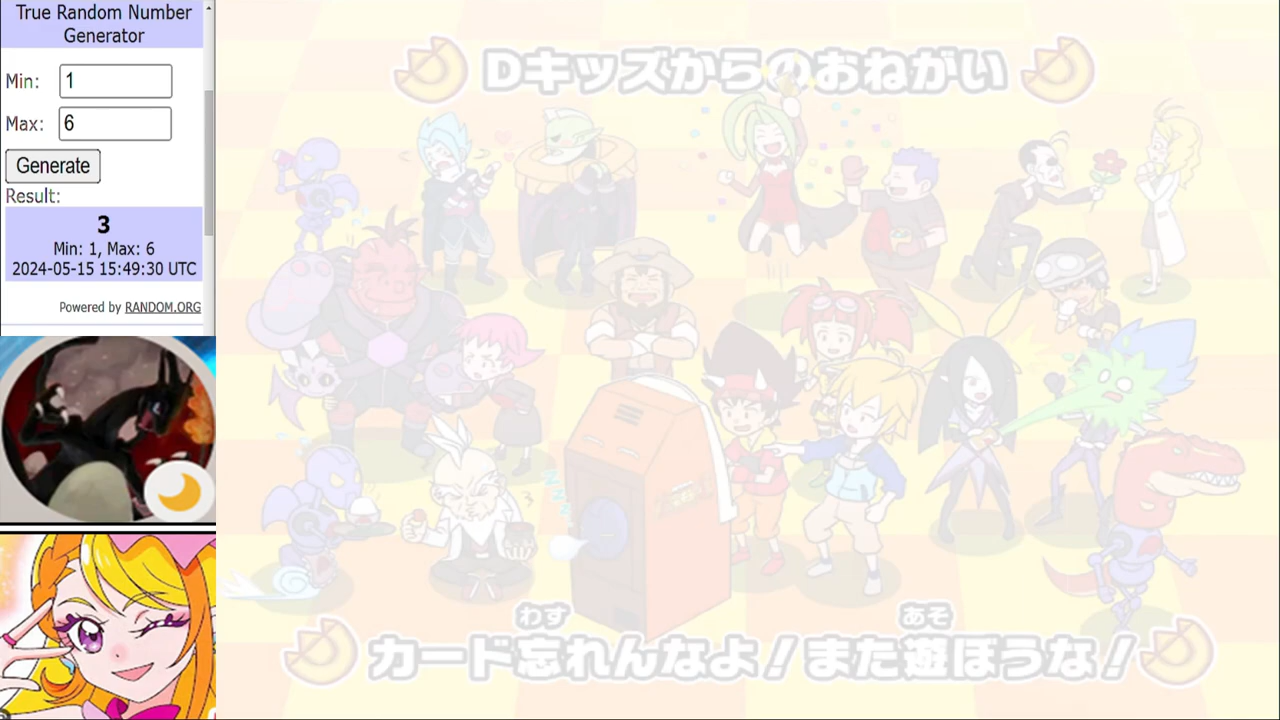 True Random Number
Generator
Min: 1
Max: 6
Generate
Result:
3
Min: 1, Max: 6
2024-05-15 15:49:30 UTC
Powered by RANDOM.ORG
Dキッズからのおねがい
わす あそ
カード忘れんなよ！また遊ぼうな！